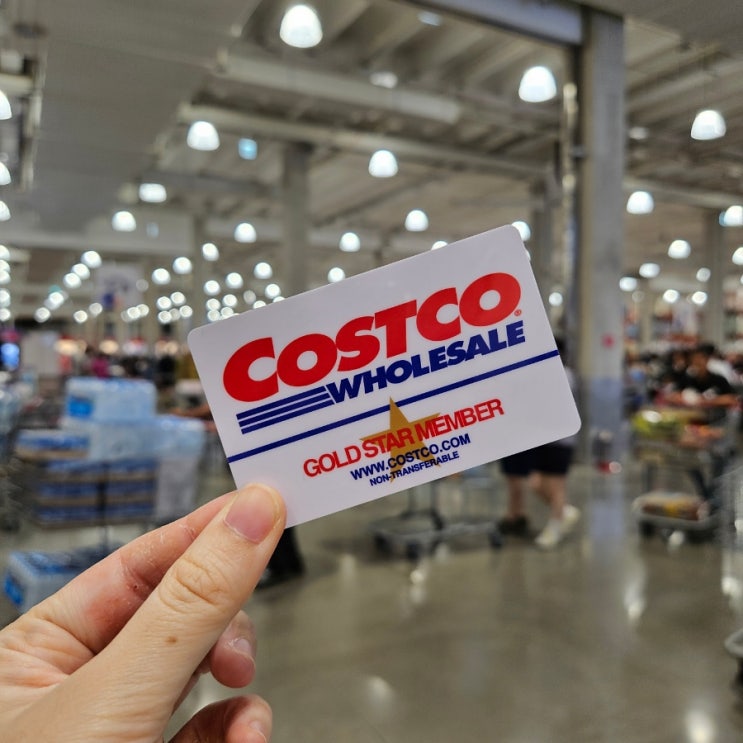 COSTCO®
WHOLESALE
GOLD STAR MEMBER
WWW.COSTCO.COM
NON-TRANSFERABLE